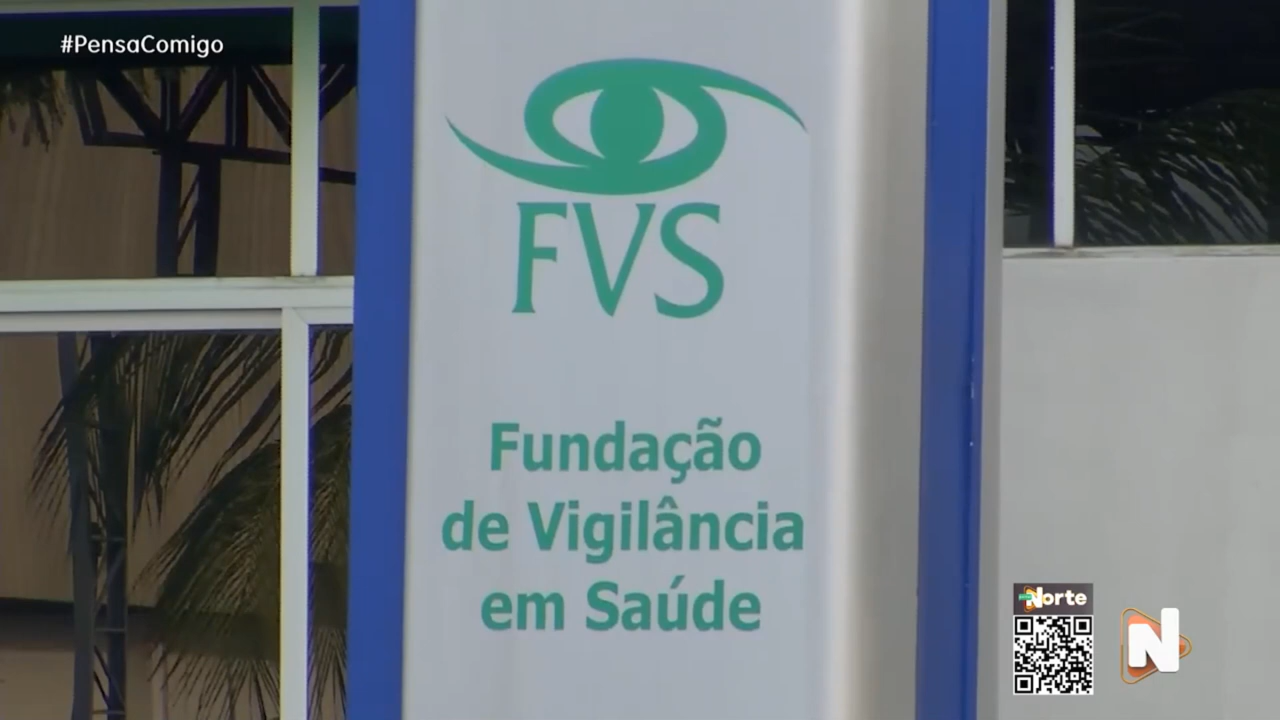 #PensaComigo
FVS
Fundação
de Vigilância
em Saúde
Norte
N